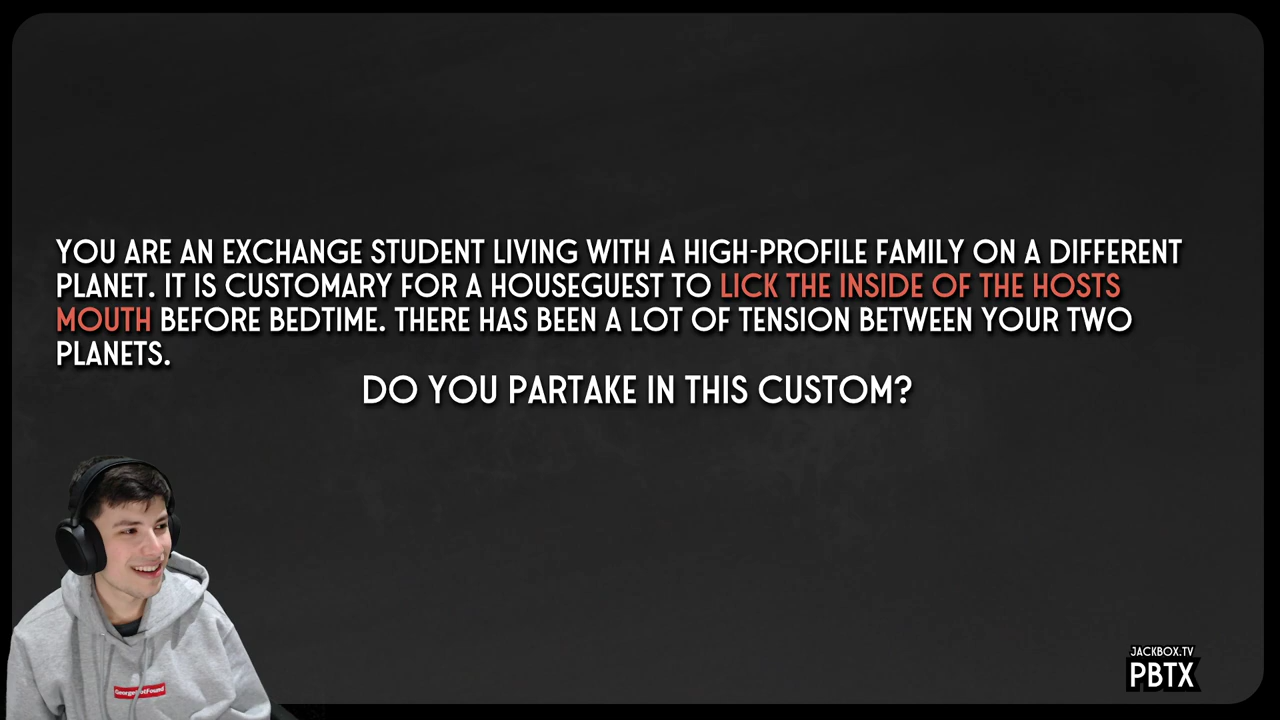 YOU ARE AN EXCHANGE STUDENT LIVING WITH A HIGH-PROFILE FAMILY ON A DIFFERENT
PLANET. IT IS CUSTOMARY FOR A HOUSEGUEST TO LICK THE INSIDE OF THE HOSTS
MOUTH BEFORE BEDTIME. THERE HAS BEEN A LOT OF TENSION BETWEEN YOUR TWO
PLANETS.
DO YOU PARTAKE IN THIS CUSTOM?
JACKBOX.TV
PBTX